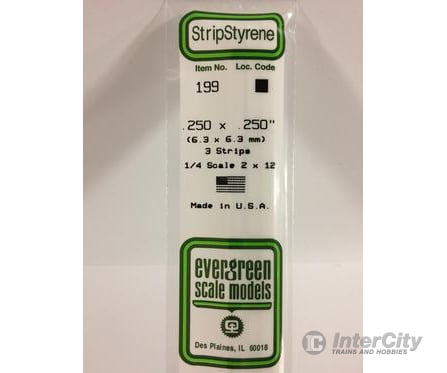 StripStyrene
Item No. Loc. Code
199
.250 x .250"
(6.3 x 6.3 mm)
3 Strips
1/4 Scale 2 x 12
Made in U.S.A.
evergreen
scale models
Des Plaines, IL 60018
InterCity
TRAINS AND HOBBIES